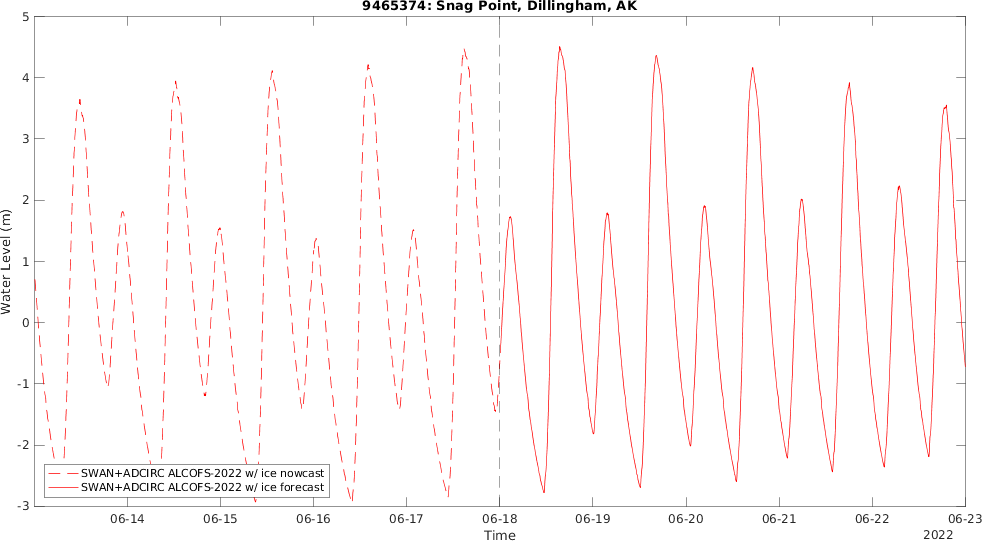 9465374: Snag Point, Dillingham, AK
5
4
3
2
1
0
-1
-2
-3
Water Level (m)
SWAN+ADCIRC ALCOFS-2022 w/ ice nowcast
SWAN+ADCIRC ALCOFS-2022 w/ ice forecast
06-14 06-15 06-16 06-17 06-18 06-19 06-20 06-21 06-22 06-23
Time
2022